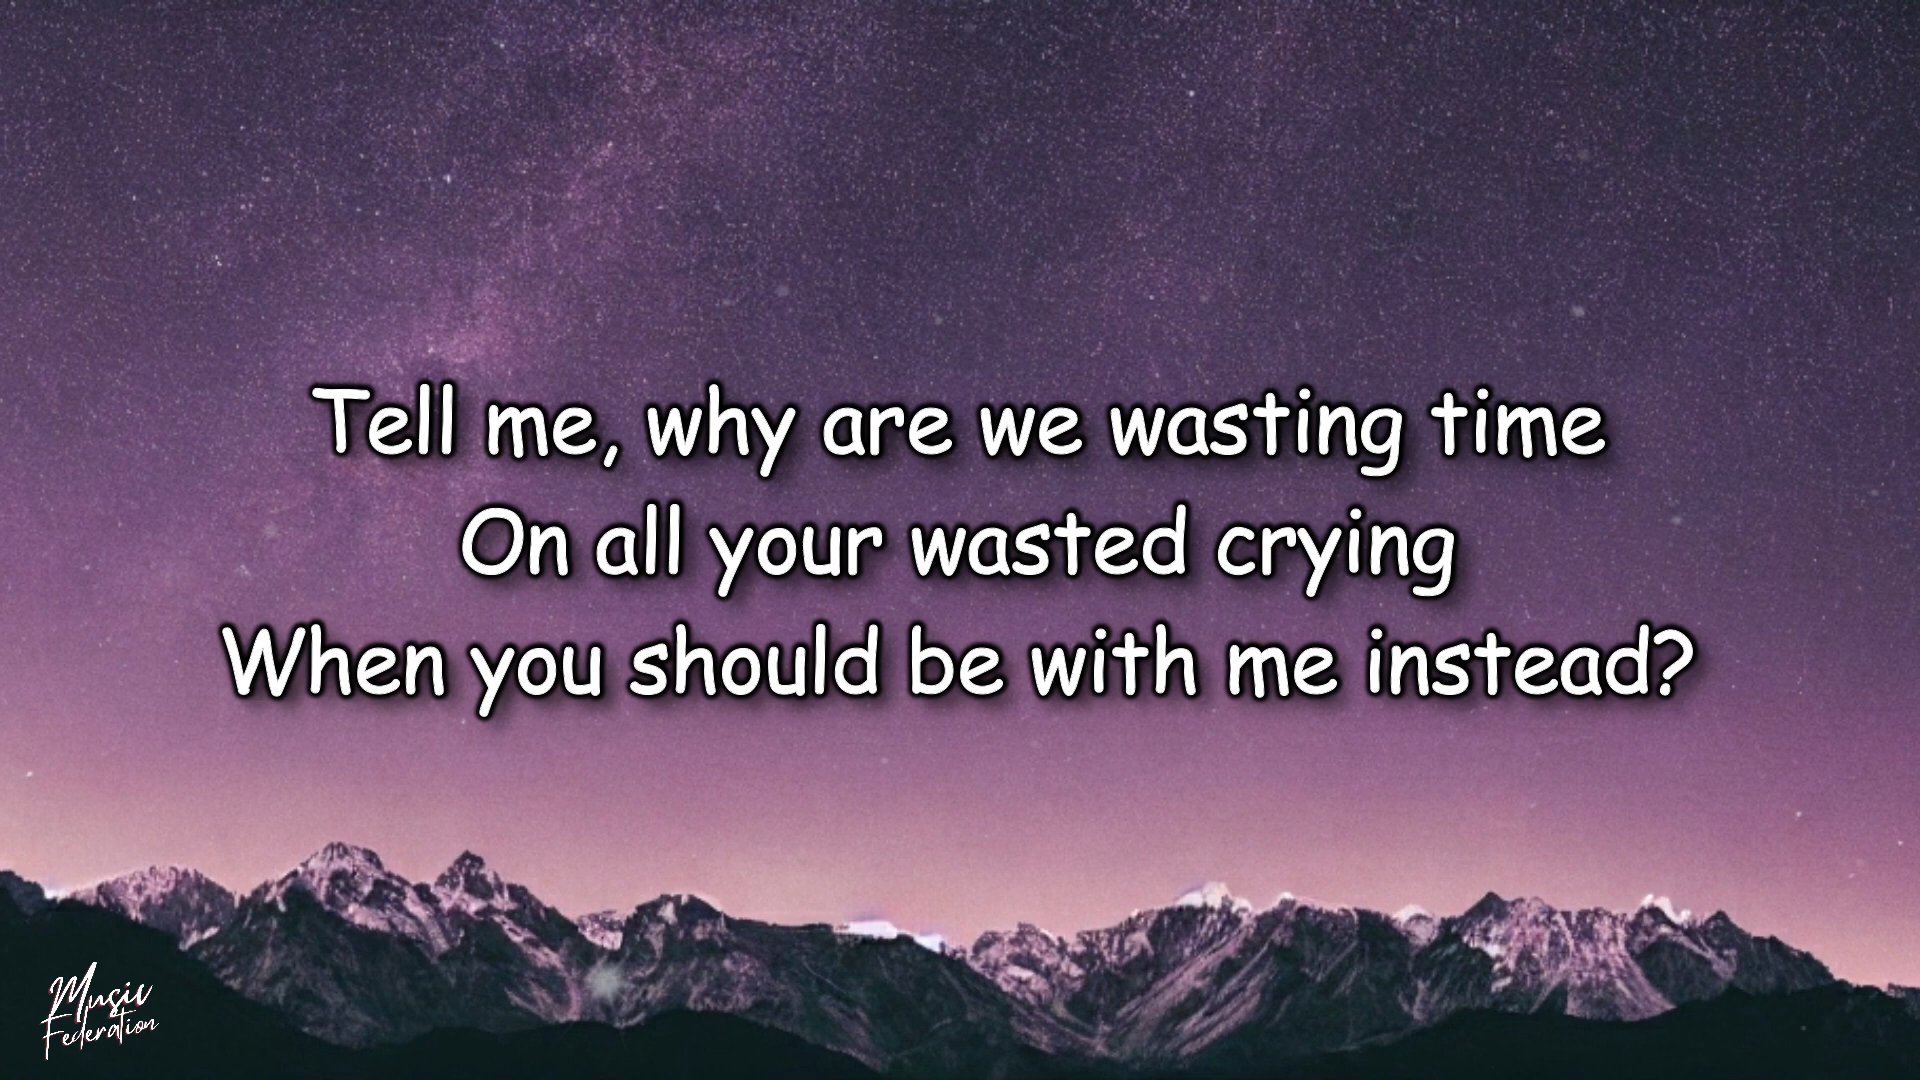 Tell me, why are we wasting time
On all your wasted crying
When you should be with me instead?
Music
Federation